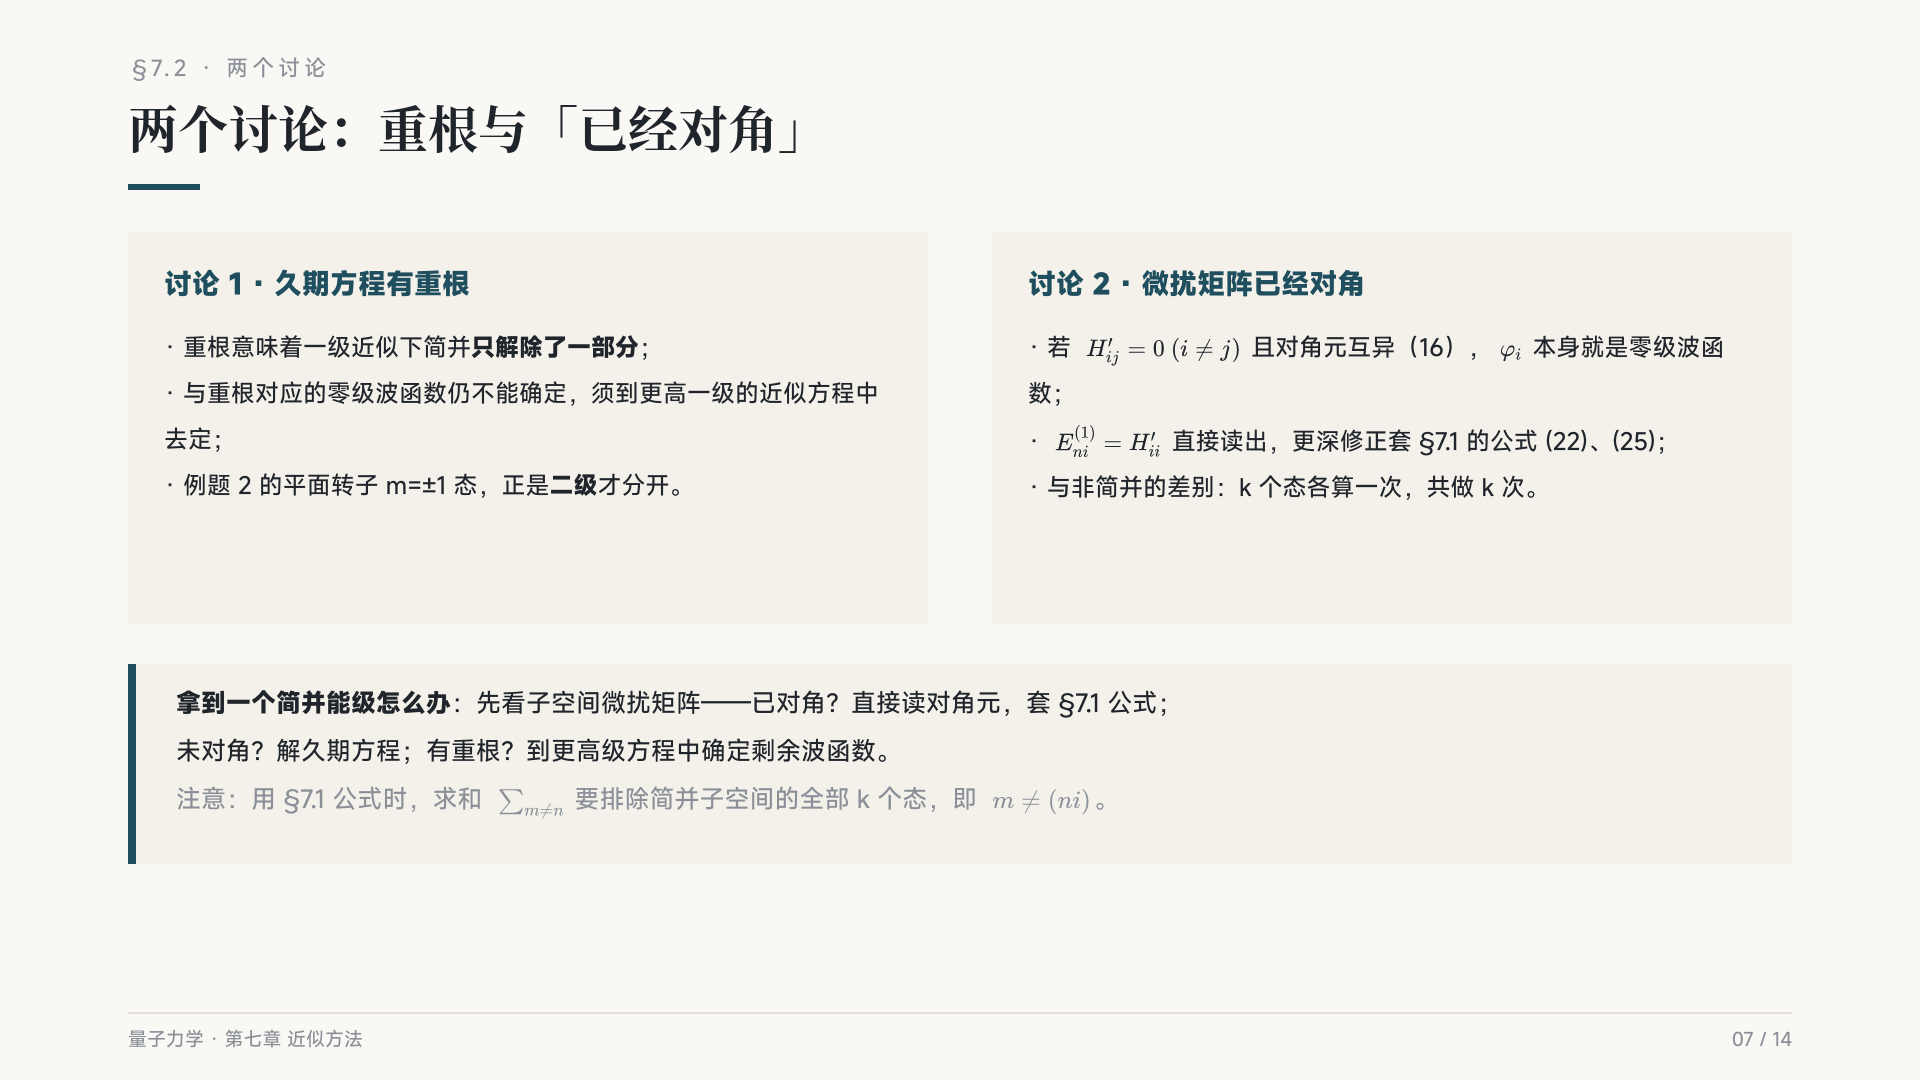 §7.2 · 两个讨论
两个讨论：重根与「已经对角」
讨论 1 · 久期方程有重根
· 重根意味着一级近似下简并只解除了一部分；
· 与重根对应的零级波函数仍不能确定，须到更高一级的近似方程中
去定；
· 例题 2 的平面转子 m=±1 态，正是二级才分开。
讨论 2 · 微扰矩阵已经对角
· 若 H′_{ij} = 0 (i ≠ j) 且对角元互异（16）， φ_i 本身就是零级波函
数；
· E_{ni}^{(1)} = H′_{ii} 直接读出，更深修正套 §7.1 的公式 (22)、(25)；
· 与非简并的差别：k 个态各算一次，共做 k 次。
拿到一个简并能级怎么办：先看子空间微扰矩阵——已对角？直接读对角元，套 §7.1 公式；
未对角？解久期方程；有重根？到更高级方程中确定剩余波函数。
注意：用 §7.1 公式时，求和 ∑_{m≠n} 要排除简并子空间的全部 k 个态，即 m ≠ (ni)。
量子力学 · 第七章 近似方法
07 / 14